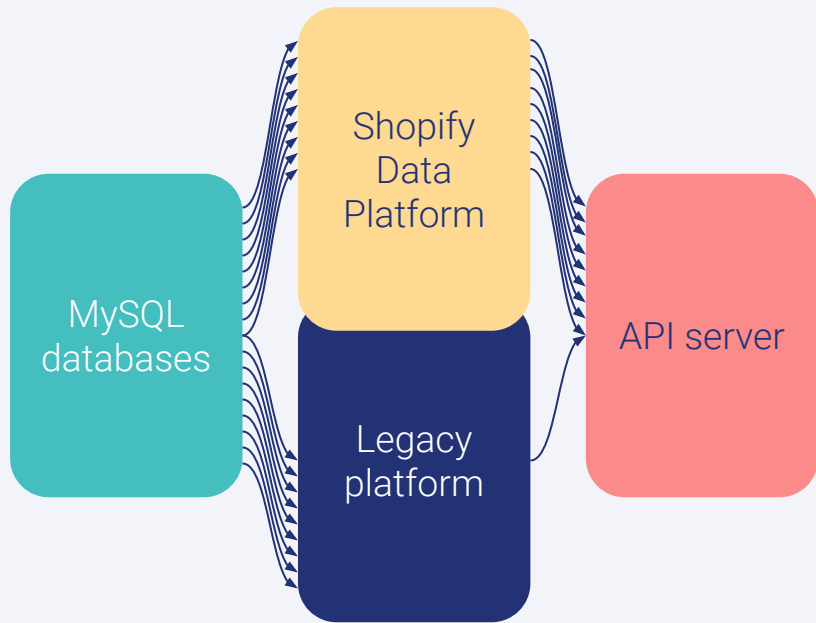 MySQL
databases
Shopify
Data
Platform
Legacy
platform
API server